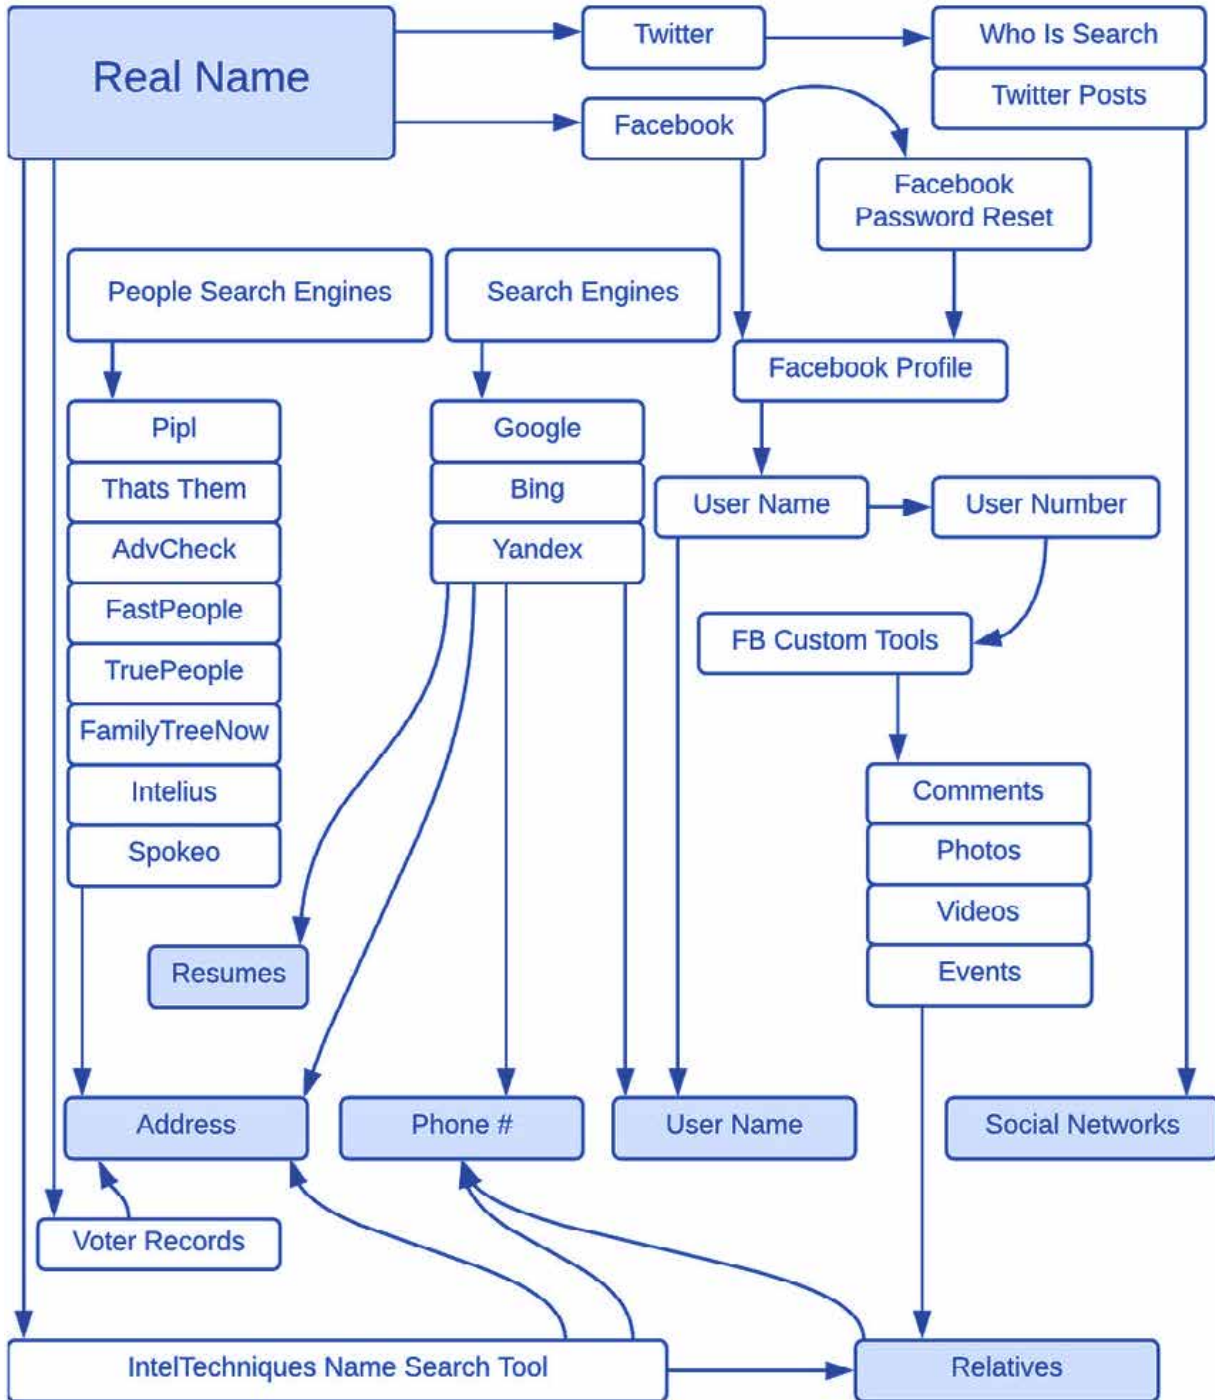 Real Name
Twitter
Who Is Search
Twitter Posts
Facebook
Facebook
Password Reset
People Search Engines
Search Engines
Facebook Profile
Pipl
Thats Them
AdvCheck
FastPeople
TruePeople
FamilyTreeNow
Intelius
Spokeo
Google
Bing
Yandex
User Name
User Number
FB Custom Tools
Comments
Photos
Videos
Events
Resumes
Address
Phone #
User Name
Social Networks
Voter Records
IntelTechniques Name Search Tool
Relatives